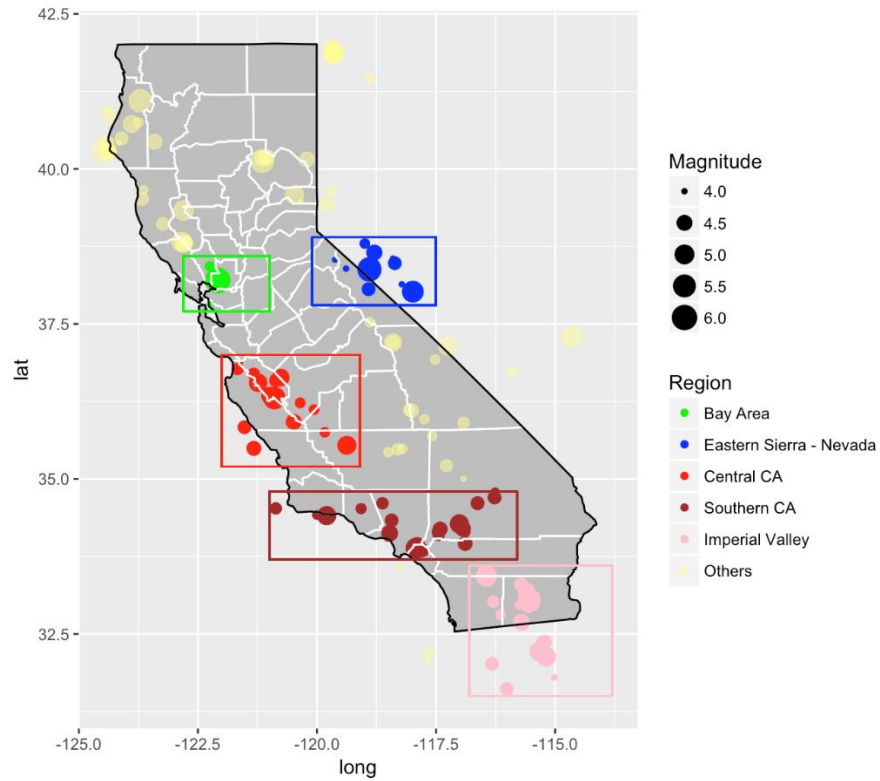 42.5
40.0
37.5
35.0
32.5
lat
-125.0
-122.5
-120.0
-117.5
-115.0
long
Magnitude
4.0
4.5
5.0
5.5
6.0
Region
Bay Area
Eastern Sierra - Nevada
Central CA
Southern CA
Imperial Valley
Others